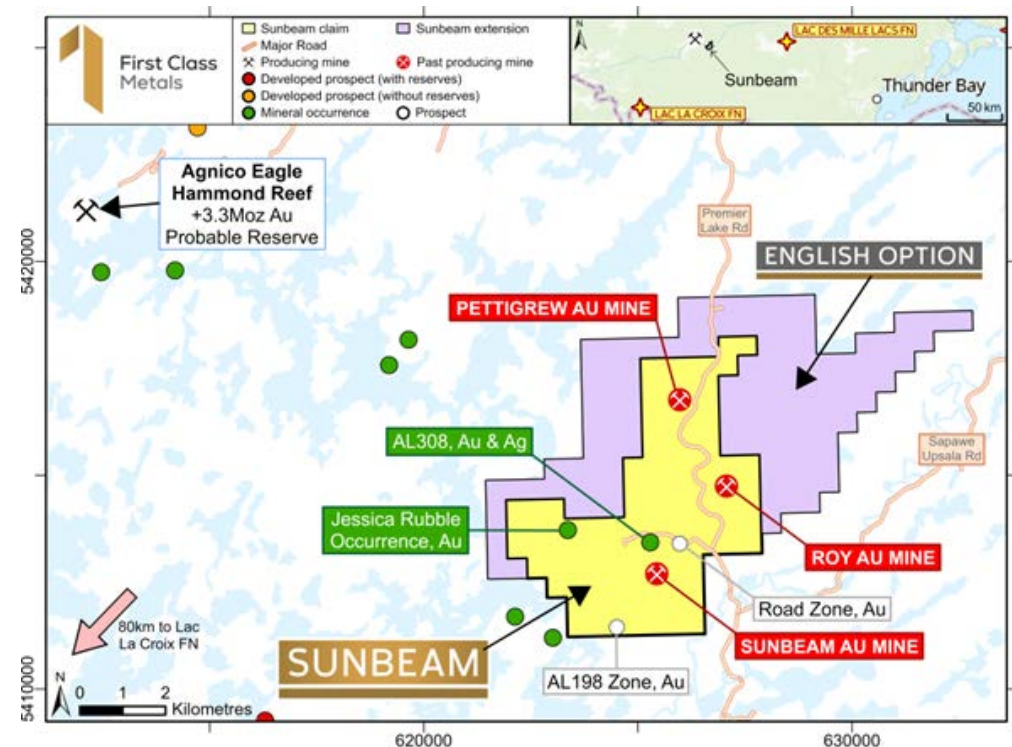 First Class
Metals
Sunbeam claim
Sunbeam extension
Major Road
Producing mine
Past producing mine
Developed prospect (with reserves)
Developed prospect (without reserves)
Mineral occurrence
Prospect
N
LAC DES MILLE LACS FN
Sunbeam
Thunder Bay
LAC LA CROIX FN
50 km
Agnico Eagle
Hammond Reef
+3.3Moz Au
Probable Reserve
Premier
Lake Rd
ENGLISH OPTION
5420000
PETTIGREW AU MINE
AL308, Au & Ag
Sapawe
Upsala Rd
Jessica Rubble
Occurrence, Au
ROY AU MINE
Road Zone, Au
80km to Lac
La Croix FN
SUNBEAM AU MINE
SUNBEAM
AL198 Zone, Au
N
0 1 2
Kilometres
5410000
620000
630000